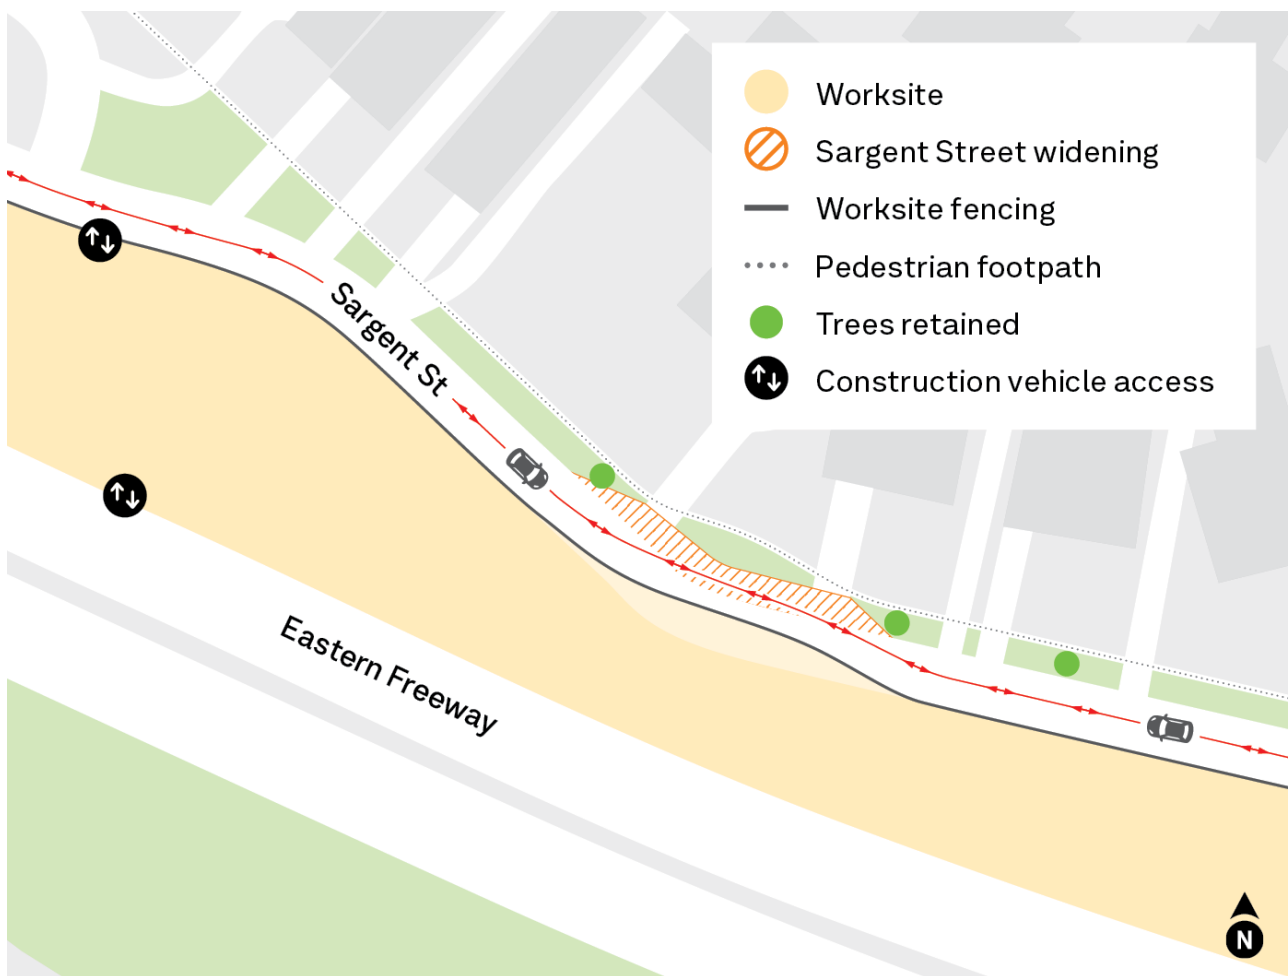 Worksite
Sargent Street widening
Worksite fencing
Pedestrian footpath
Trees retained
Construction vehicle access
Sargent St
Eastern Freeway
N